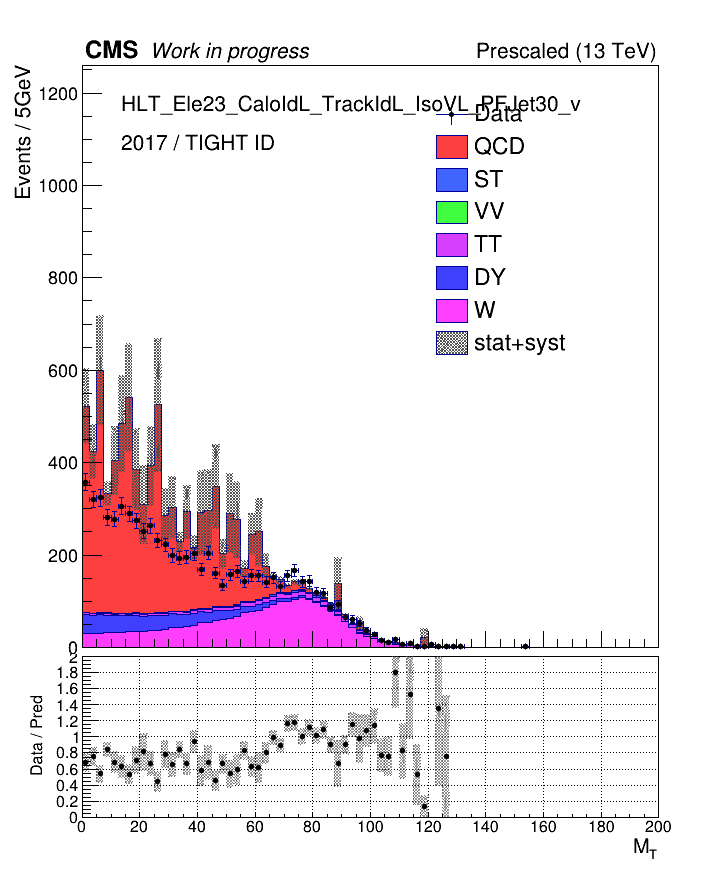 CMS Work in progress Prescaled (13 TeV)
Events / 5GeV
1200
1000
800
600
400
200
0
HLT_Ele23_CaloIdL_TrackIdL_IsoVL_PFJet30_v
2017 / TIGHT ID
Data
QCD
ST
VV
TT
DY
W
stat+syst
Data / Pred
2
1.8
1.6
1.4
1.2
1
0.8
0.6
0.4
0.2
0
0 20 40 60 80 100 120 140 160 180 200
M_T